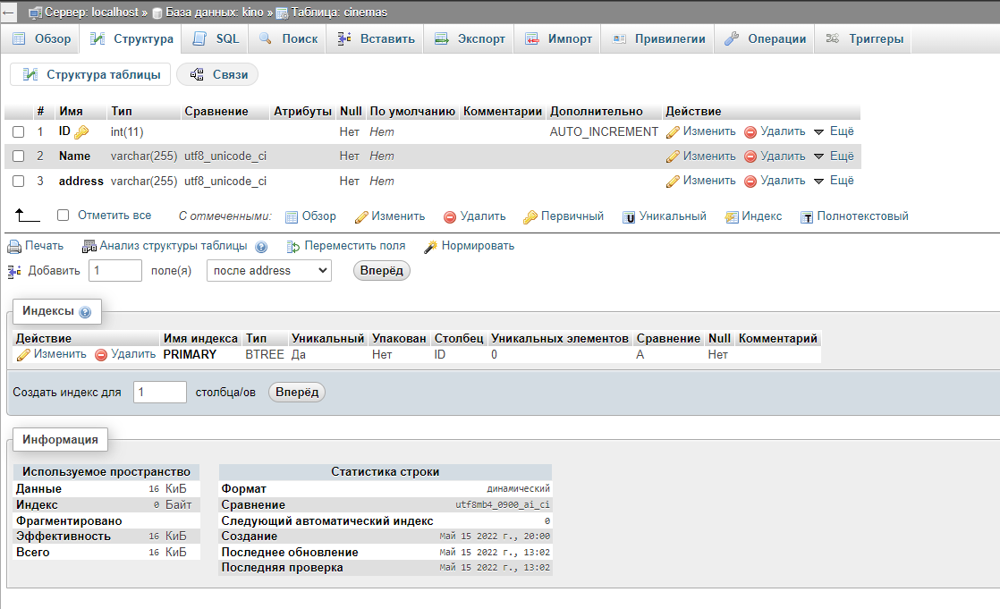 Сервер: localhost » База данных: kino » Таблица: cinemas
Обзор Структура SQL Поиск Вставить Экспорт Импорт Привилегии Операции Триггеры
Структура таблицы Связи
# Имя Тип Сравнение Атрибуты Null По умолчанию Комментарии Дополнительно Действие
1 ID int(11) Нет Нет AUTO_INCREMENT Изменить Удалить Ещё
2 Name varchar(255) utf8_unicode_ci Нет Нет Изменить Удалить Ещё
3 address varchar(255) utf8_unicode_ci Нет Нет Изменить Удалить Ещё
Отметить все С отмеченными: Обзор Изменить Удалить Первичный Уникальный Индекс Полнотекстовый
Печать Анализ структуры таблицы Переместить поля Нормировать
Добавить 1 поле(я) после address Вперёд
Индексы
Действие Имя индекса Тип Уникальный Упакован Столбец Уникальных элементов Сравнение Null Комментарий
Изменить Удалить PRIMARY BTREE Да Нет ID 0 A Нет
Создать индекс для 1 столбца/ов Вперёд
Информация
Используемое пространство
Данные 16 КиБ
Индекс 0 Байт
Фрагментировано
Эффективность 16 КиБ
Всего 16 КиБ
Статистика строки
Формат динамический
Сравнение utf8mb4_0900_ai_ci
Следующий автоматический индекс 0
Создание Май 15 2022 г., 20:00
Последнее обновление Май 15 2022 г., 13:02
Последняя проверка Май 15 2022 г., 13:02